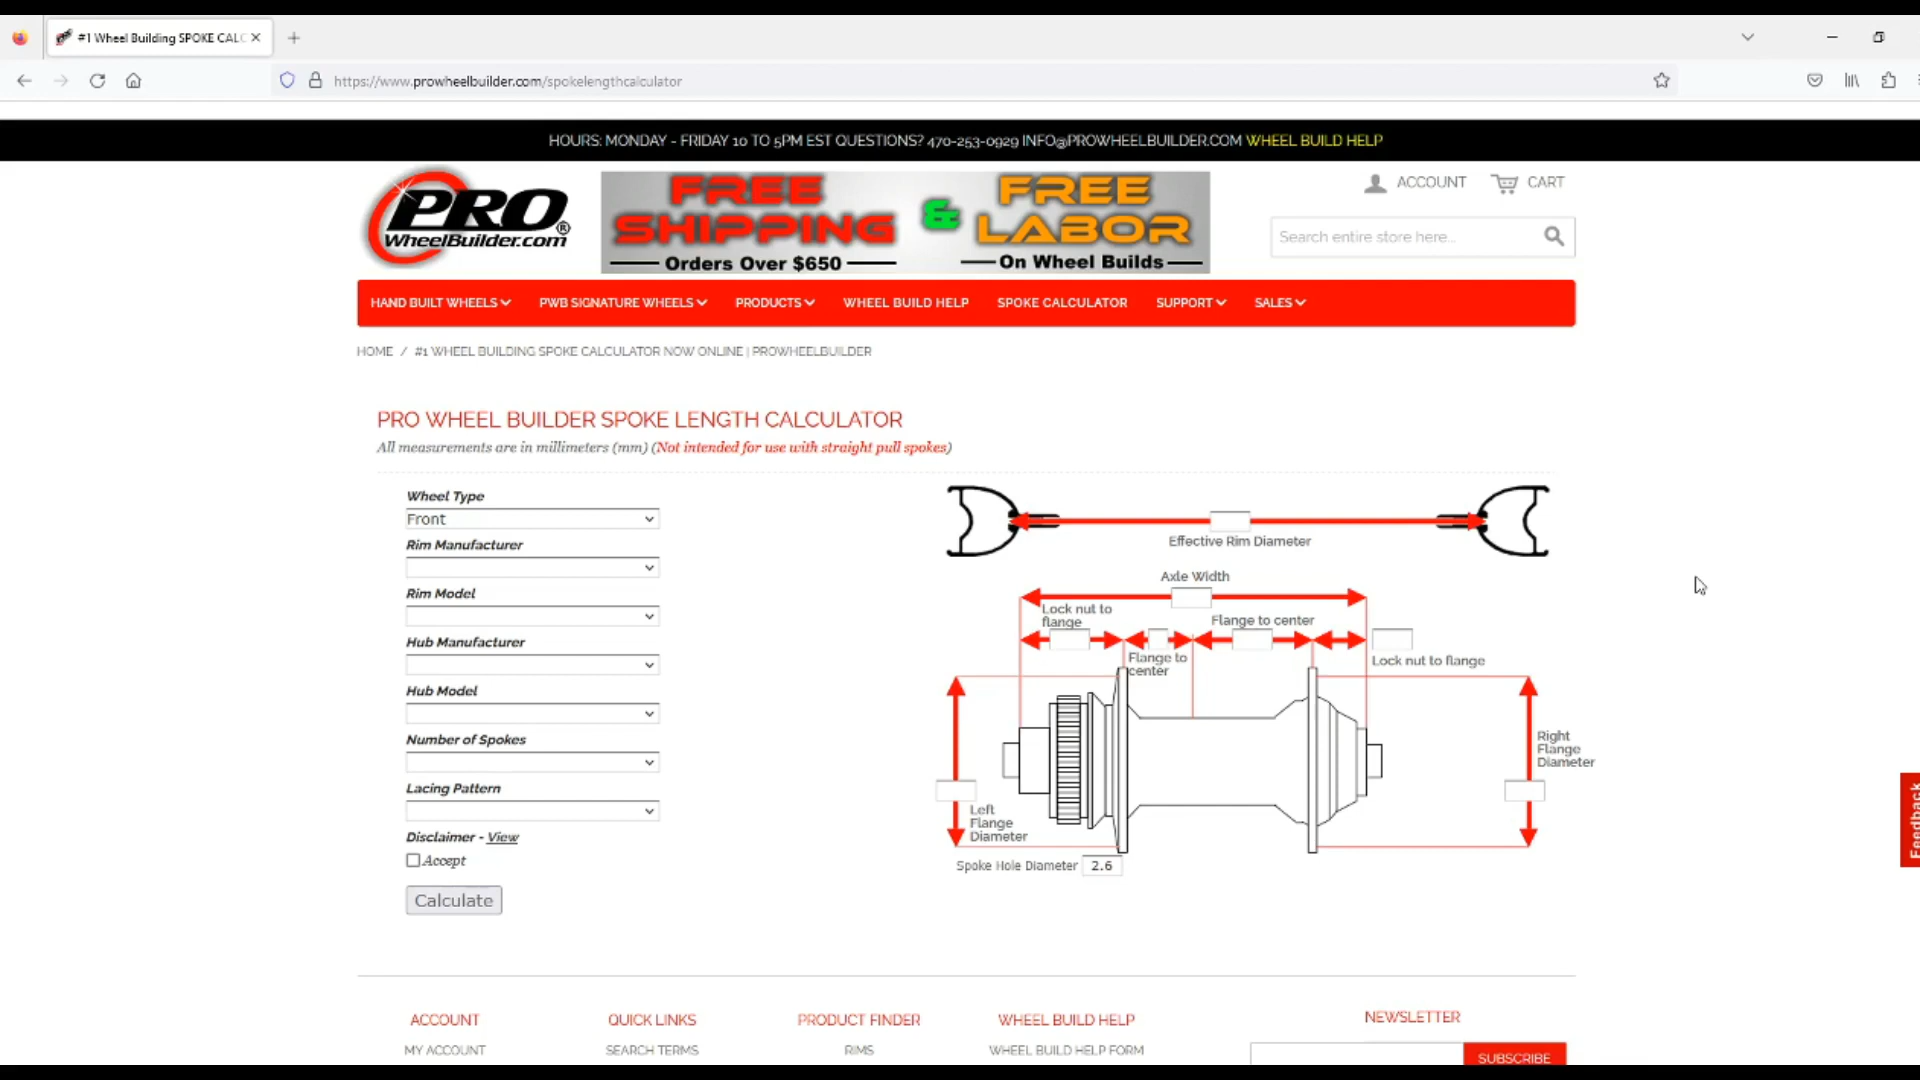 #1 Wheel Building SPOKE CALC
https://www.prowheelbuilder.com/spokelengthcalculator
HOURS: MONDAY - FRIDAY 10 TO 5PM EST QUESTIONS? 470-253-0929 INFO@PROWHEELBUILDER.COM WHEEL BUILD HELP
PRO®
WheelBuilder.com
FREE SHIPPING
Orders Over $650
&
FREE LABOR
On Wheel Builds
ACCOUNT
CART
Search entire store here...
HAND BUILT WHEELS PWB SIGNATURE WHEELS PRODUCTS WHEEL BUILD HELP SPOKE CALCULATOR SUPPORT SALES
HOME / #1 WHEEL BUILDING SPOKE CALCULATOR NOW ONLINE | PROWHEELBUILDER
PRO WHEEL BUILDER SPOKE LENGTH CALCULATOR
All measurements are in millimeters (mm) (Not intended for use with straight pull spokes)
Wheel Type
Front
Rim Manufacturer
Rim Model
Hub Manufacturer
Hub Model
Number of Spokes
Lacing Pattern
Disclaimer - View
Accept
Calculate
Effective Rim Diameter
Axle Width
Lock nut to
flange
Flange to center
Flange to
center
Lock nut to flange
Right
Flange
Diameter
Left
Flange
Diameter
Spoke Hole Diameter 2.6
Feedback
ACCOUNT
MY ACCOUNT
QUICK LINKS
SEARCH TERMS
PRODUCT FINDER
RIMS
WHEEL BUILD HELP
WHEEL BUILD HELP FORM
NEWSLETTER
SUBSCRIBE